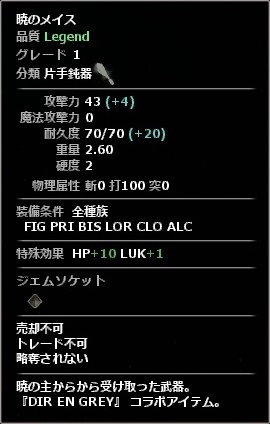 暁のメイス
品質 Legend
グレード 1
分類 片手鈍器
攻撃力 43 (+4)
魔法攻撃力 0
耐久度 70/70 (+20)
重量 2.60
硬度 2
物理属性 斬0 打100 突0
装備条件 全種族
FIG PRI BIS LOR CLO ALC
特殊効果 HP+10 LUK+1
ジェムソケット
売却不可
トレード不可
略奪されない
暁の主からから受け取った武器。
『DIR EN GREY』 コラボアイテム。